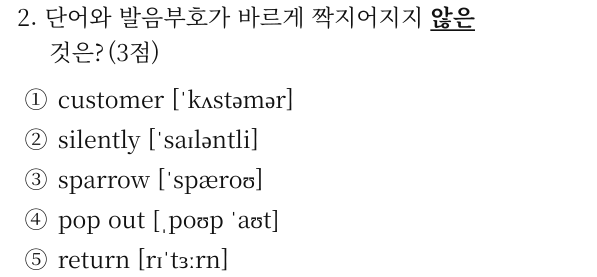 2. 단어와 발음부호가 바르게 짝지어지지 않은
것은? (3점)
① customer [ˈkʌstəmər]
② silently [ˈsaɪləntli]
③ sparrow [ˈspæroʊ]
④ pop out [ˌpoʊp ˈaʊt]
⑤ return [rɪˈtɜːrn]